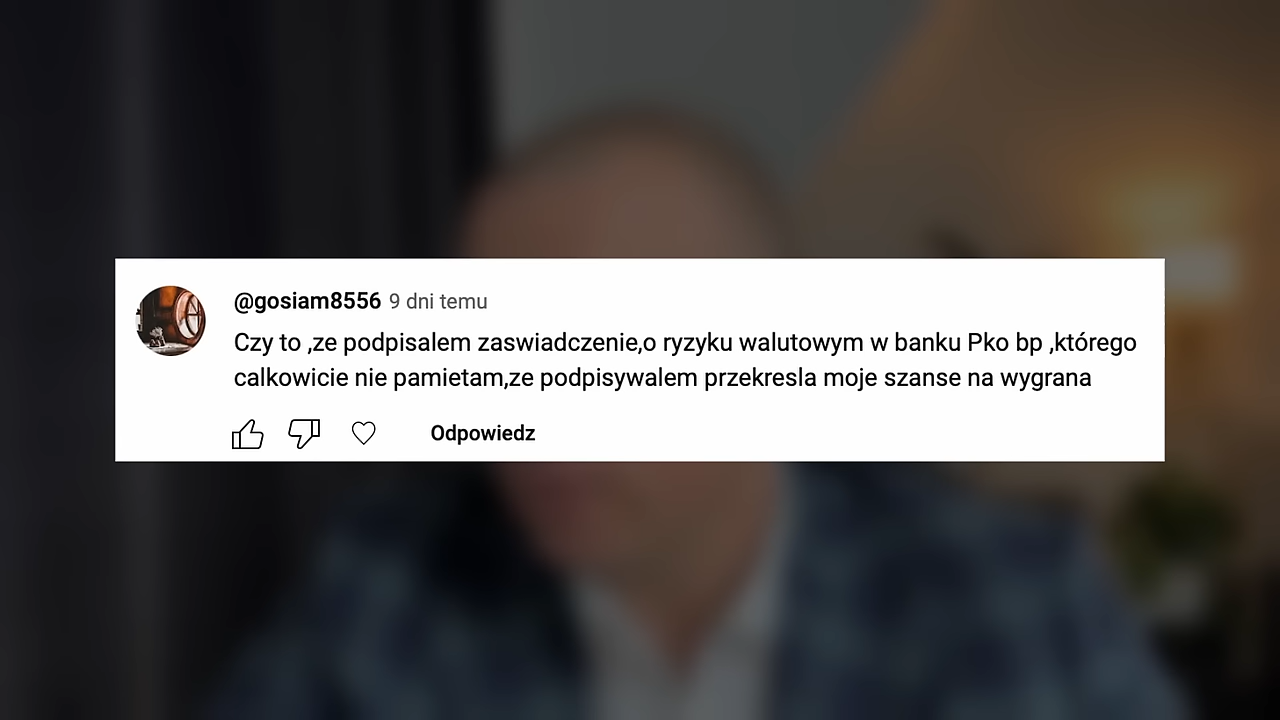 @gosiam8556 9 dni temu
Czy to ,ze podpisalem zaswiadczenie,o ryzyku walutowym w banku Pko bp ,którego
calkowicie nie pamietam,ze podpisywalem przekresla moje szanse na wygrana
Odpowiedz